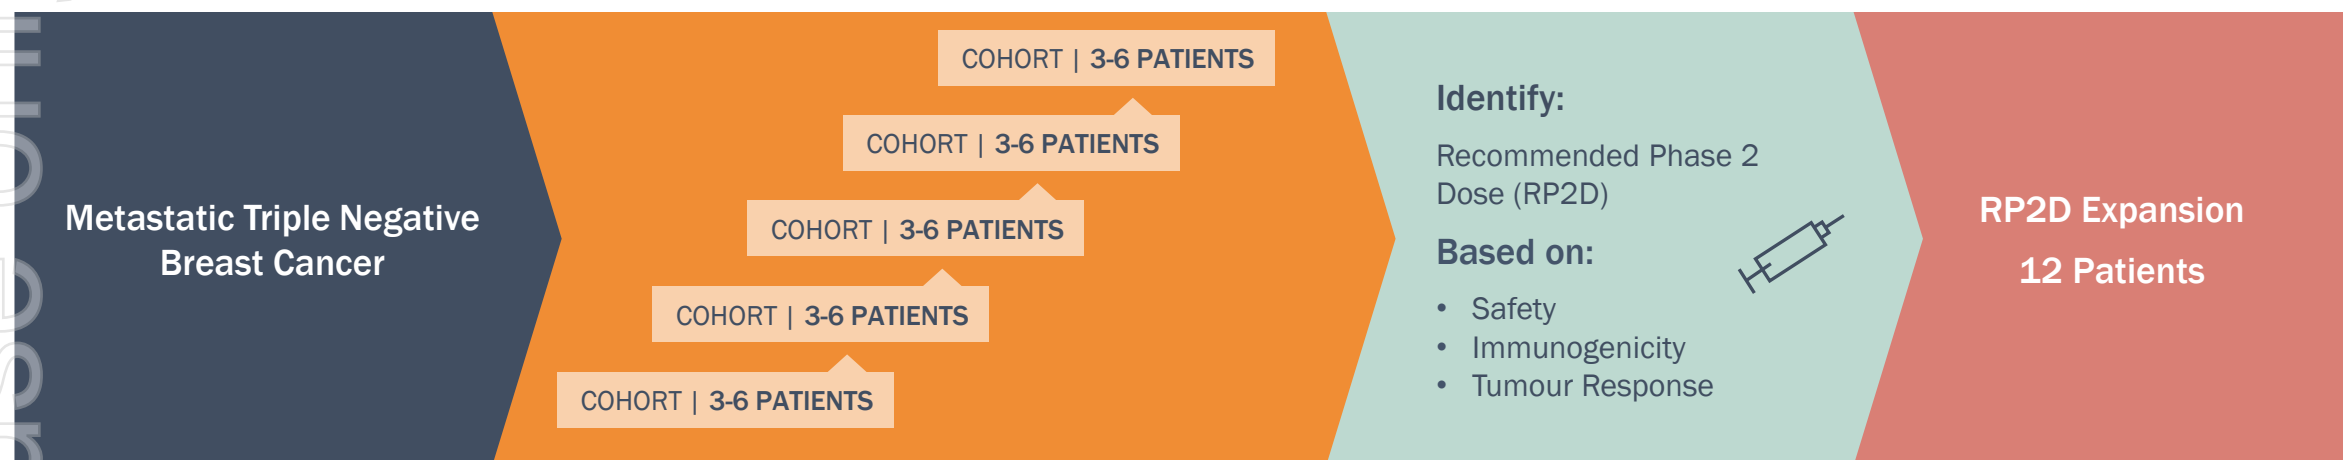 Metastatic Triple Negative
Breast Cancer
COHORT | 3-6 PATIENTS
COHORT | 3-6 PATIENTS
COHORT | 3-6 PATIENTS
COHORT | 3-6 PATIENTS
COHORT | 3-6 PATIENTS
Identify:
Recommended Phase 2
Dose (RP2D)
Based on:
• Safety
• Immunogenicity
• Tumour Response
RP2D Expansion
12 Patients